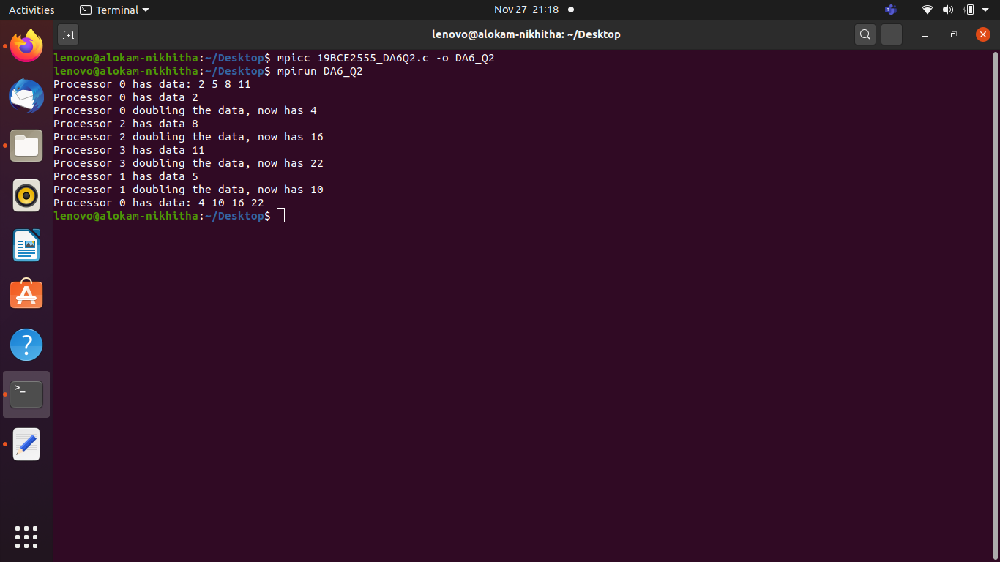 Activities
Terminal
Nov 27 21:18
lenovo@alokam-nikhitha: ~/Desktop
lenovo@alokam-nikhitha:~/Desktop$ mpicc 19BCE2555_DA6Q2.c -o DA6_Q2
lenovo@alokam-nikhitha:~/Desktop$ mpirun DA6_Q2
Processor 0 has data: 2 5 8 11
Processor 0 has data 2
Processor 0 doubling the data, now has 4
Processor 2 has data 8
Processor 2 doubling the data, now has 16
Processor 3 has data 11
Processor 3 doubling the data, now has 22
Processor 1 has data 5
Processor 1 doubling the data, now has 10
Processor 0 has data: 4 10 16 22
lenovo@alokam-nikhitha:~/Desktop$